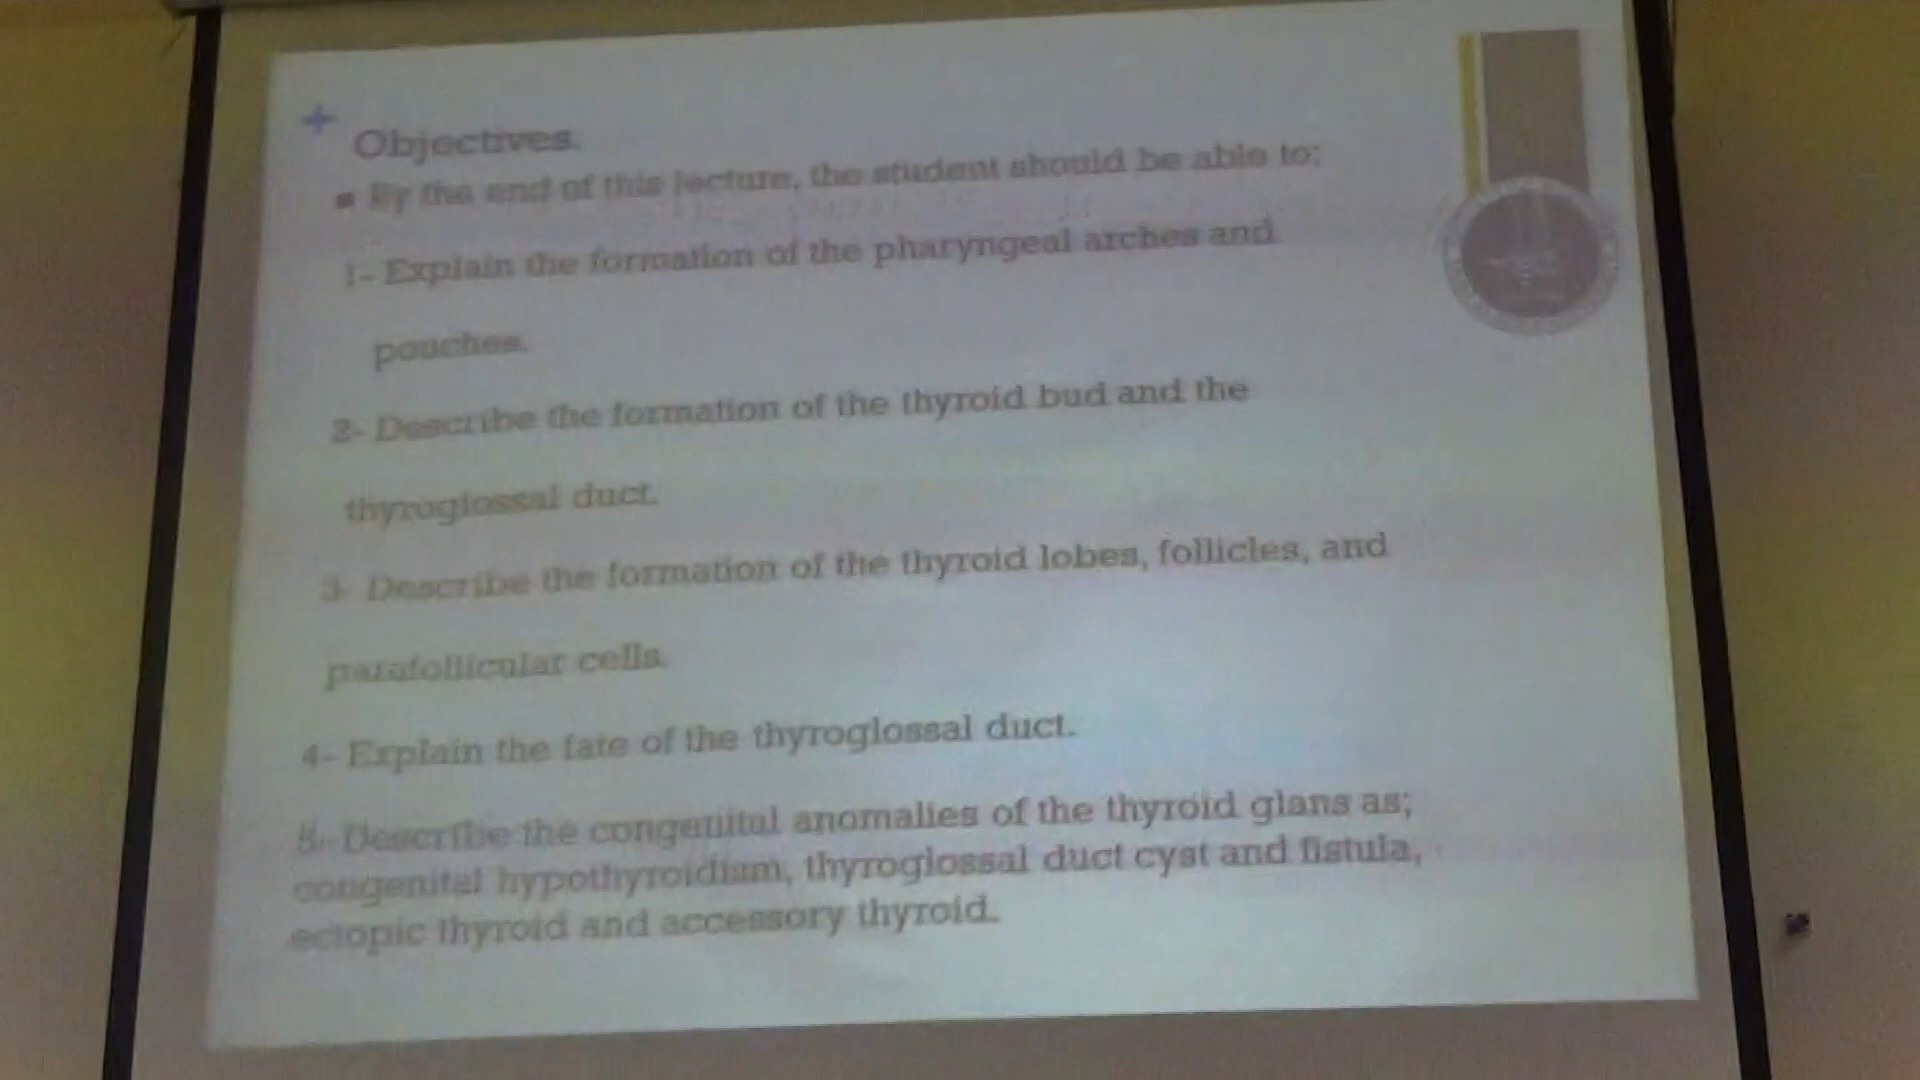 +
Objectives.
▪ By the end of this lecture, the student should be able to:
1- Explain the formation of the pharyngeal arches and
pouches.
2- Describe the formation of the thyroid bud and the
thyroglossal duct.
3- Describe the formation of the thyroid lobes, follicles, and
parafollicular cells.
4- Explain the fate of the thyroglossal duct.
5- Describe the congenital anomalies of the thyroid glans as;
congenital hypothyroidism, thyroglossal duct cyst and fistula,
ectopic thyroid and accessory thyroid.